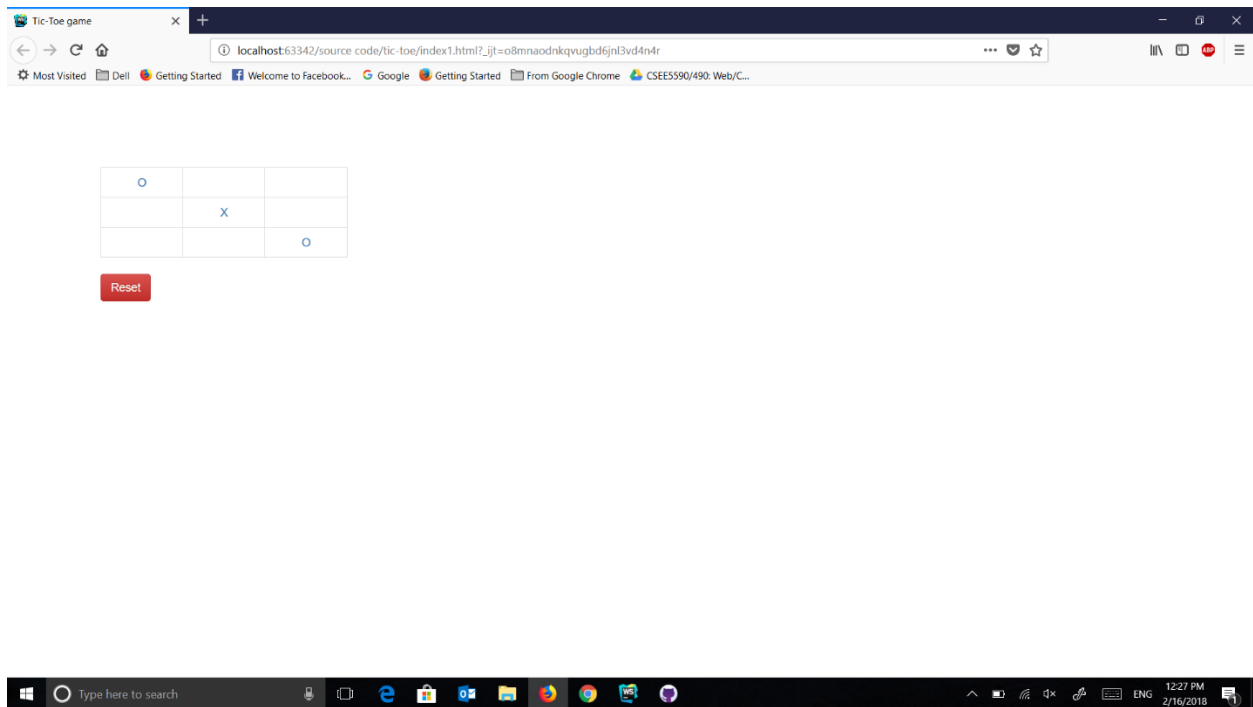 Tic-Toe game
localhost:63342/source code/tic-toe/index1.html?_ijt=o8mnaodnkqvugbd6jnl3vd4n4r
Most Visited Dell Getting Started Welcome to Facebook... Google Getting Started From Google Chrome CSEE5590/490: Web/C...
O
X
O
Reset
Type here to search
ENG
12:27 PM
2/16/2018